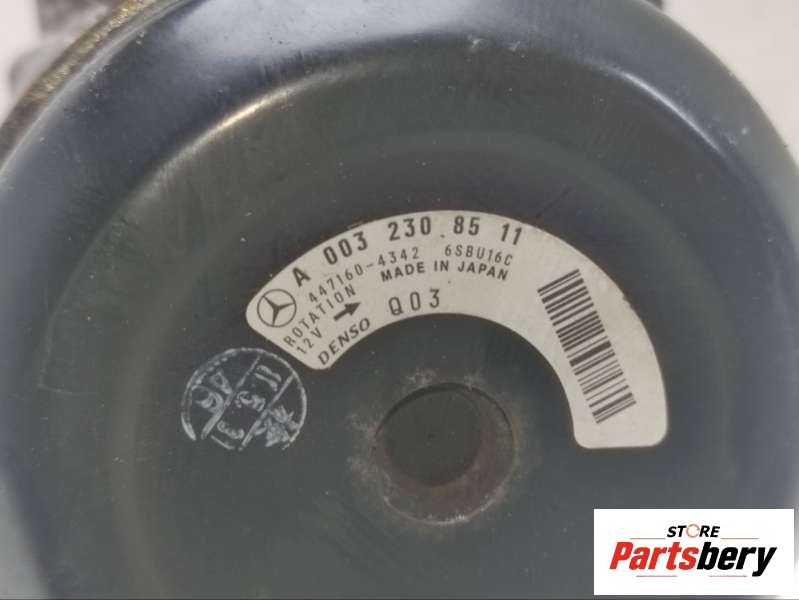 A 003 230 85 11
447160-4342 6SBU16C
ROTATION MADE IN JAPAN
12V
DENSO Q03
STORE
Partsbery